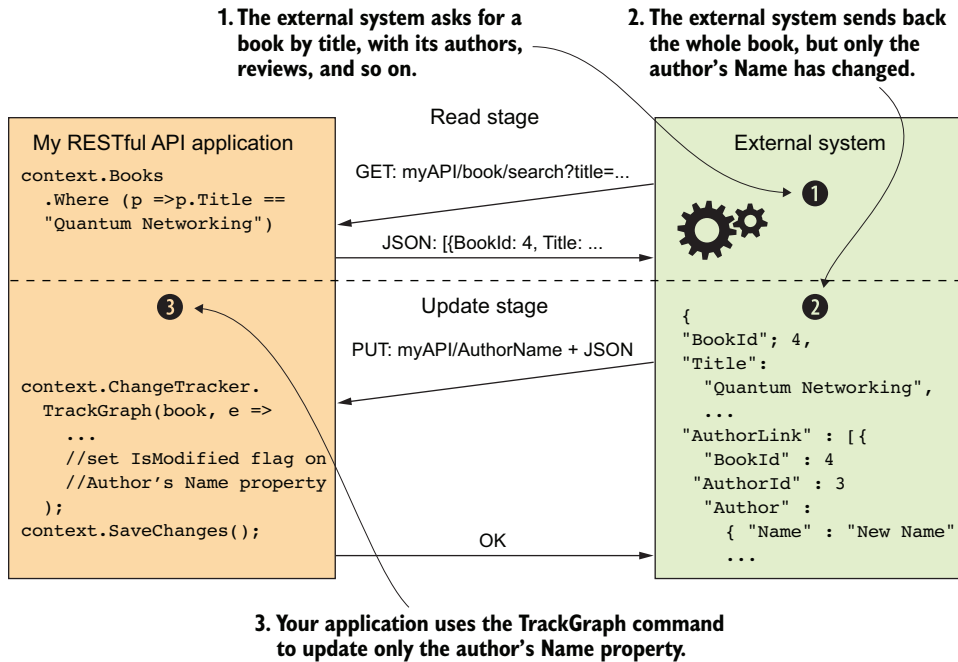 1. The external system asks for a
book by title, with its authors,
reviews, and so on.
2. The external system sends back
the whole book, but only the
author's Name has changed.
My RESTful API application
context.Books
.Where (p =>p.Title ==
"Quantum Networking")
Read stage
GET: myAPI/book/search?title=...
JSON: [{BookId: 4, Title: ...
External system
1
3
context.ChangeTracker.
TrackGraph(book, e =>
...
//set IsModified flag on
//Author's Name property
);
context.SaveChanges();
Update stage
PUT: myAPI/AuthorName + JSON
OK
2
{
"BookId"; 4,
"Title":
"Quantum Networking",
...
"AuthorLink" : [{
"BookId" : 4
"AuthorId" : 3
"Author" :
{ "Name" : "New Name"
...
3. Your application uses the TrackGraph command
to update only the author's Name property.